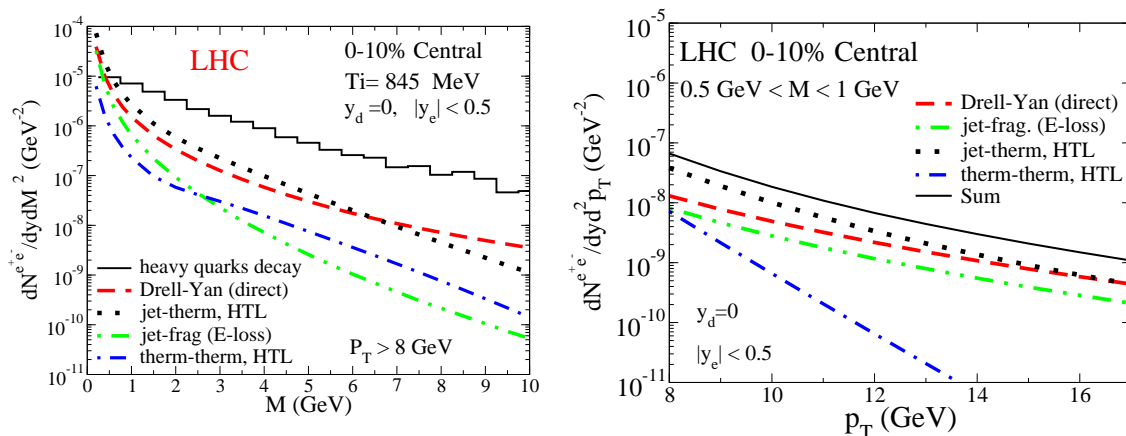 10^-4
10^-5
10^-6
10^-7
10^-8
10^-9
10^-10
10^-11
dN^{e^+e^-}/dydM^2 (GeV^-2)
LHC
0-10% Central
Ti= 845 MeV
y_d=0, |y_e|< 0.5
heavy quarks decay
Drell-Yan (direct)
jet-therm, HTL
jet-frag (E-loss)
therm-therm, HTL
P_T > 8 GeV
0 1 2 3 4 5 6 7 8 9 10
M (GeV)
10^-5
10^-6
10^-7
10^-8
10^-9
10^-10
10^-11
dN^{e^+e^-}/dyd^2p_T (GeV^-2)
LHC 0-10% Central
0.5 GeV < M < 1 GeV
Drell-Yan (direct)
jet-frag. (E-loss)
jet-therm, HTL
therm-therm, HTL
Sum
y_d=0
|y_e| < 0.5
8 10 12 14 16
p_T (GeV)